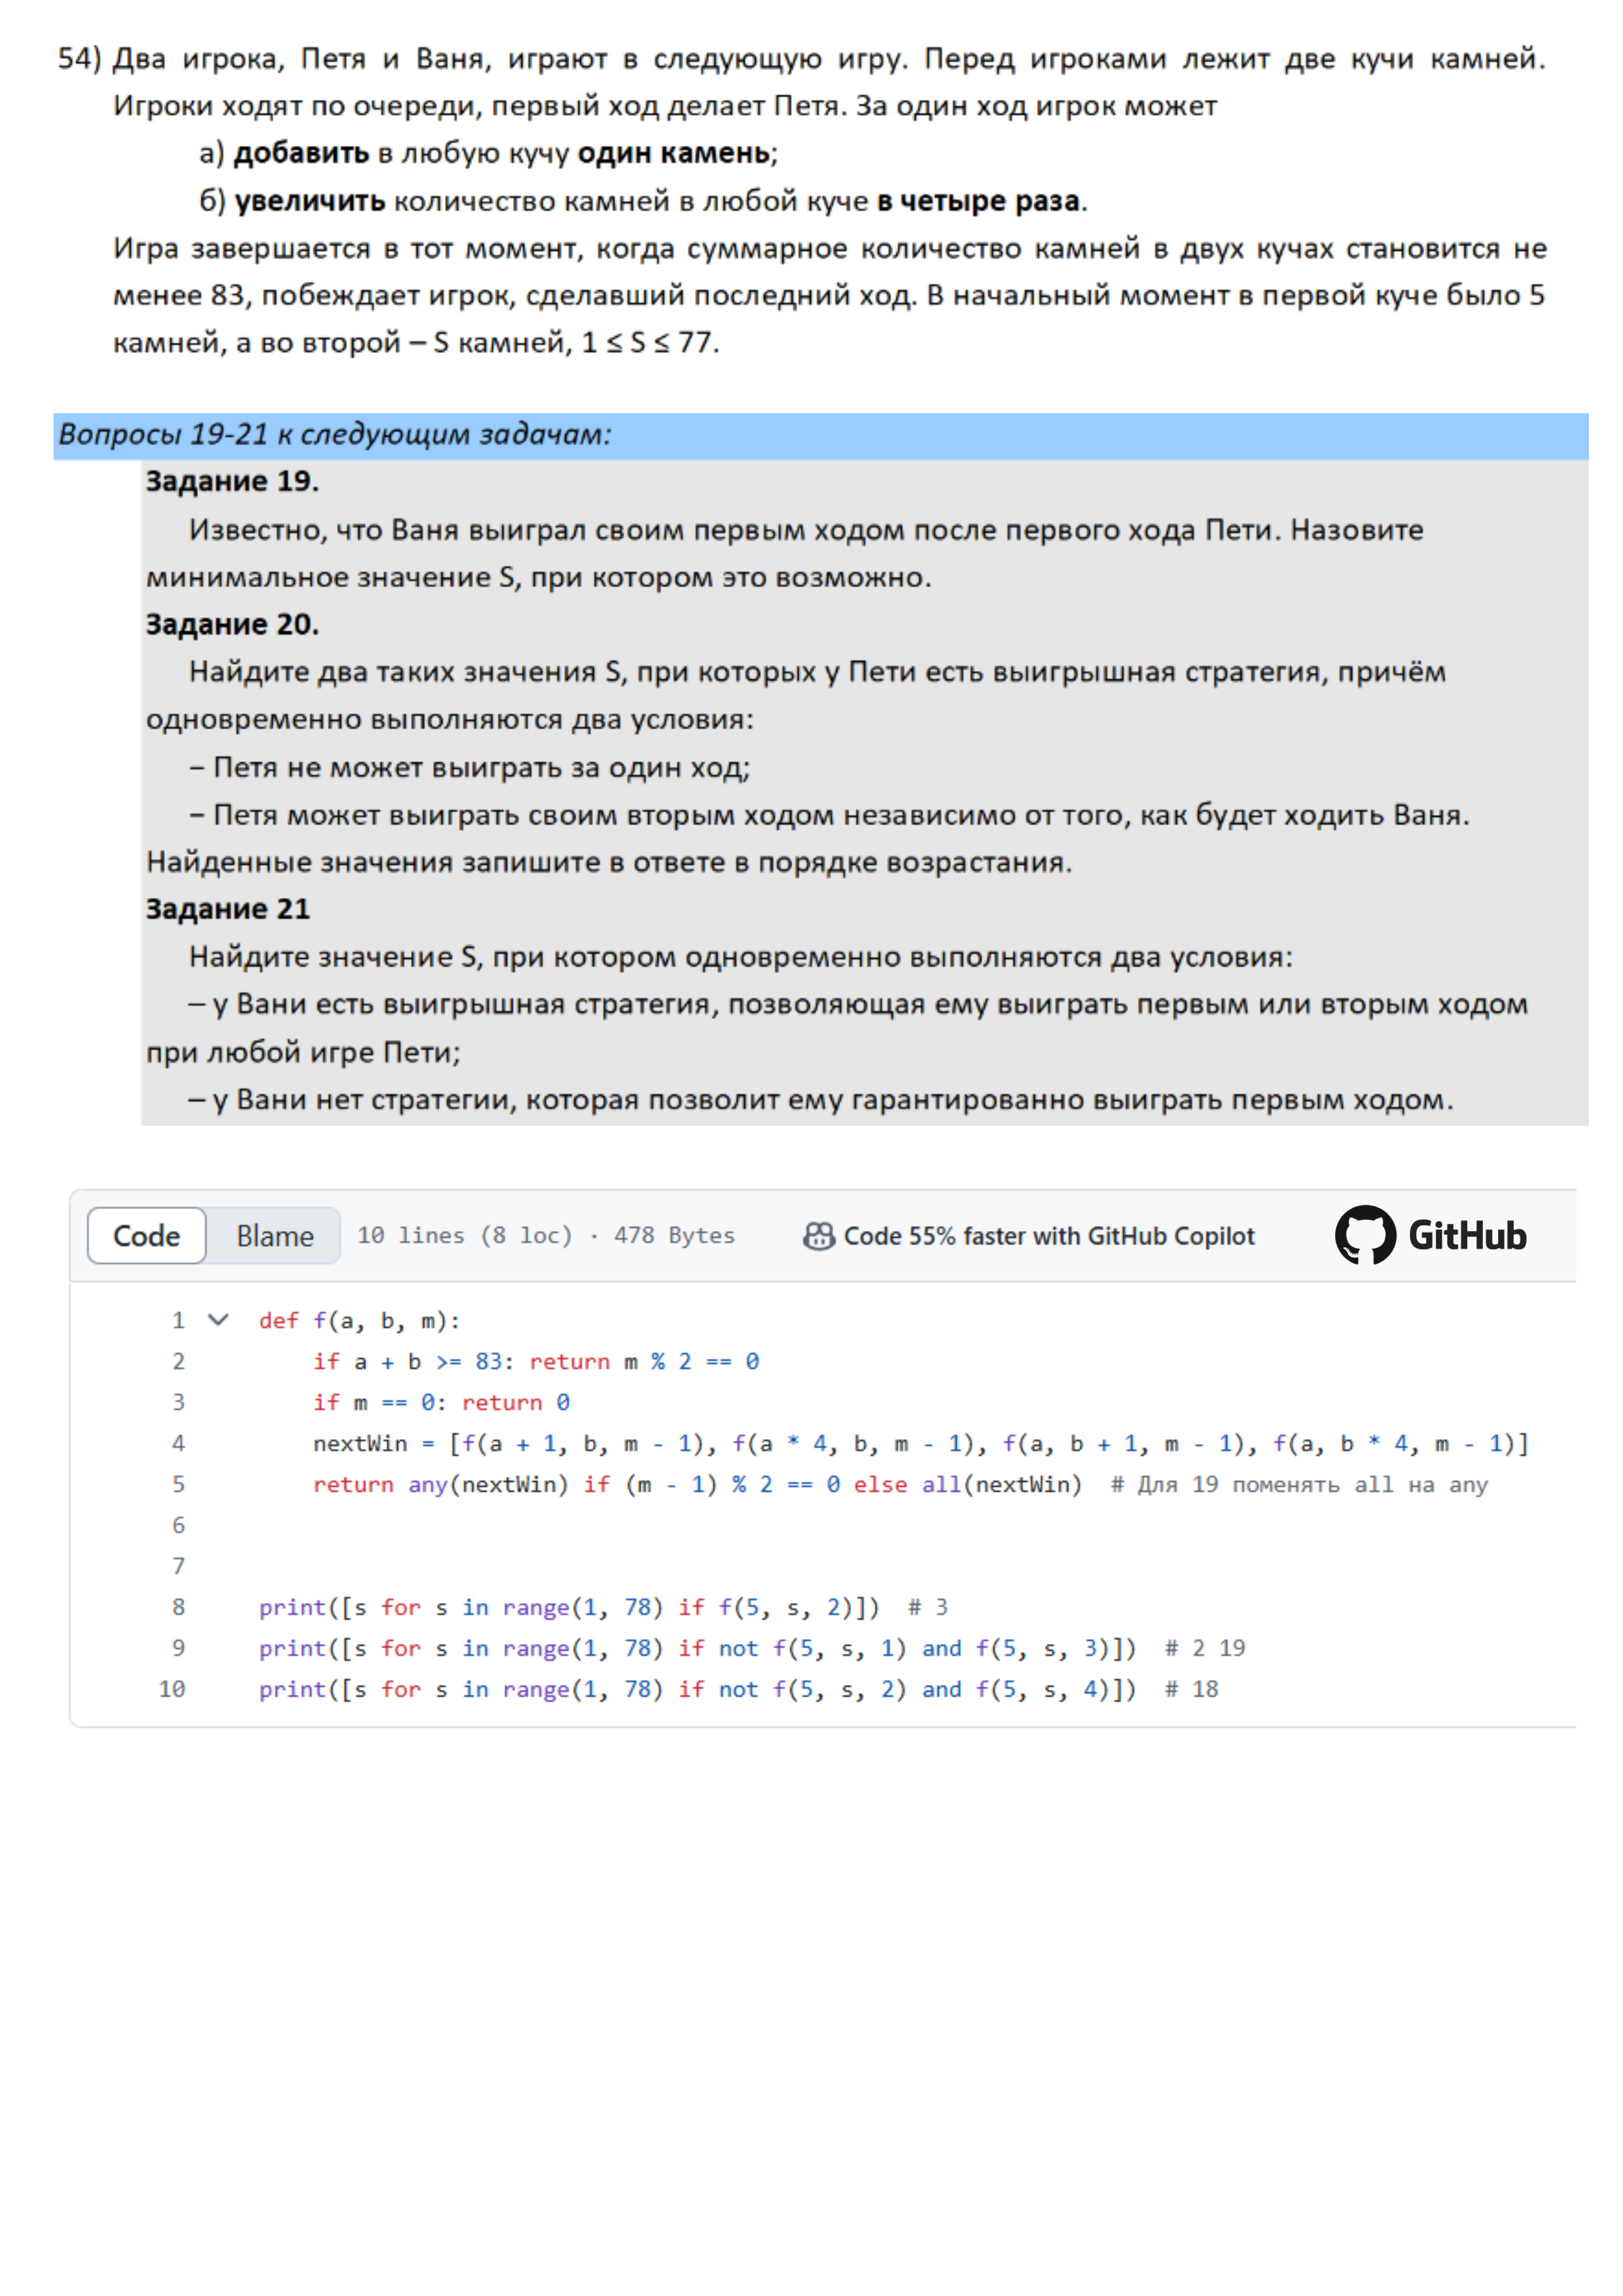 54) Два игрока, Петя и Ваня, играют в следующую игру. Перед игроками лежит две кучи камней.
Игроки ходят по очереди, первый ход делает Петя. За один ход игрок может
а) добавить в любую кучу один камень;
б) увеличить количество камней в любой куче в четыре раза.
Игра завершается в тот момент, когда суммарное количество камней в двух кучах становится не
менее 83, побеждает игрок, сделавший последний ход. В начальный момент в первой куче было 5
камней, а во второй – S камней, 1 ≤ S ≤ 77.
Вопросы 19-21 к следующим задачам:
Задание 19.
Известно, что Ваня выиграл своим первым ходом после первого хода Пети. Назовите
минимальное значение S, при котором это возможно.
Задание 20.
Найдите два таких значения S, при которых у Пети есть выигрышная стратегия, причём
одновременно выполняются два условия:
– Петя не может выиграть за один ход;
– Петя может выиграть своим вторым ходом независимо от того, как будет ходить Ваня.
Найденные значения запишите в ответе в порядке возрастания.
Задание 21
Найдите значение S, при котором одновременно выполняются два условия:
– у Вани есть выигрышная стратегия, позволяющая ему выиграть первым или вторым ходом
при любой игре Пети;
– у Вани нет стратегии, которая позволит ему гарантированно выиграть первым ходом.
Code Blame 10 lines (8 loc) · 478 Bytes Code 55% faster with GitHub Copilot GitHub
1 def f(a, b, m):
2 if a + b >= 83: return m % 2 == 0
3 if m == 0: return 0
4 nextWin = [f(a + 1, b, m - 1), f(a * 4, b, m - 1), f(a, b + 1, m - 1), f(a, b * 4, m - 1)]
5 return any(nextWin) if (m - 1) % 2 == 0 else all(nextWin) # Для 19 поменять all на any
6
7
8 print([s for s in range(1, 78) if f(5, s, 2)]) # 3
9 print([s for s in range(1, 78) if not f(5, s, 1) and f(5, s, 3)]) # 2 19
10 print([s for s in range(1, 78) if not f(5, s, 2) and f(5, s, 4)]) # 18